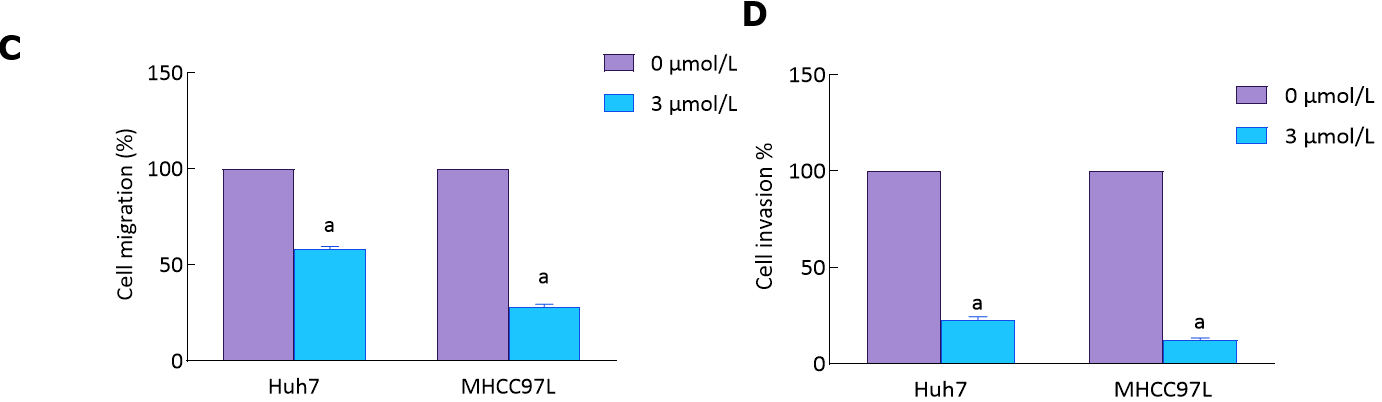 C
150
100
50
0
Cell migration (%)
0 µmol/L
3 µmol/L
a
a
Huh7
MHCC97L
D
150
100
50
0
Cell invasion %
0 µmol/L
3 µmol/L
a
a
Huh7
MHCC97L